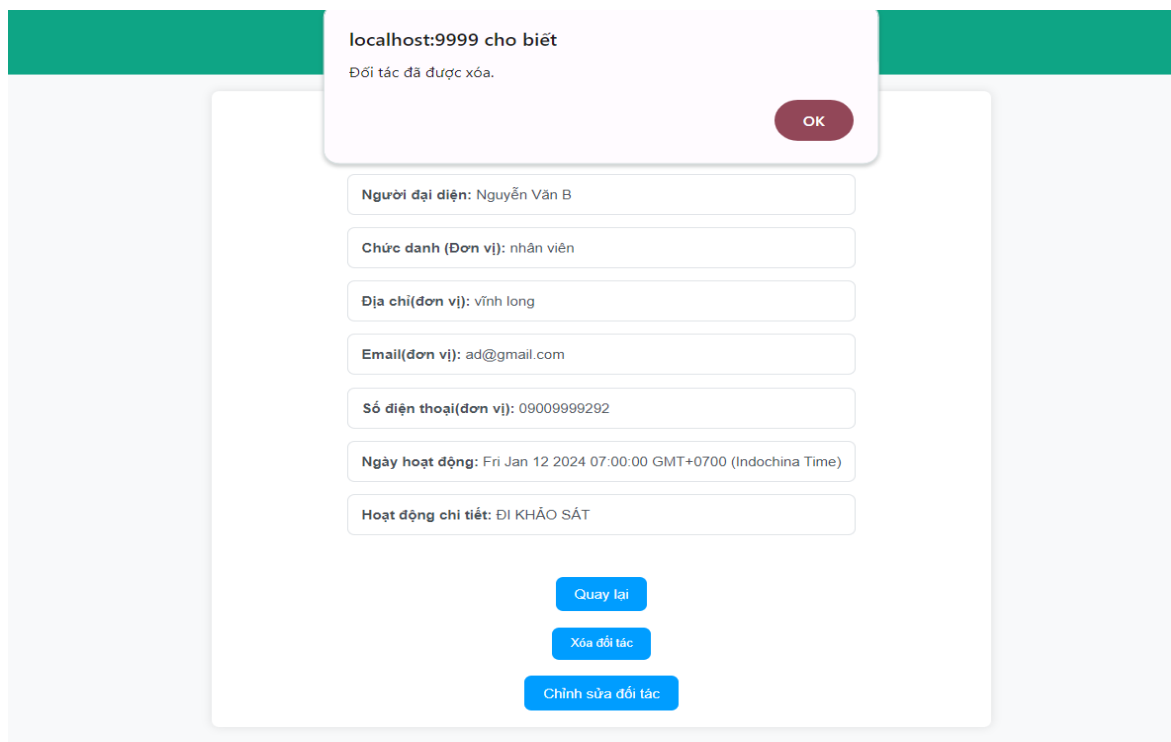 localhost:9999 cho biết
Đối tác đã được xóa.
OK
Người đại diện: Nguyễn Văn B
Chức danh (Đơn vị): nhân viên
Địa chỉ(đơn vị): vĩnh long
Email(đơn vị): ad@gmail.com
Số điện thoại(đơn vị): 09009999292
Ngày hoạt động: Fri Jan 12 2024 07:00:00 GMT+0700 (Indochina Time)
Hoạt động chi tiết: ĐI KHẢO SÁT
Quay lại
Xóa đối tác
Chỉnh sửa đối tác